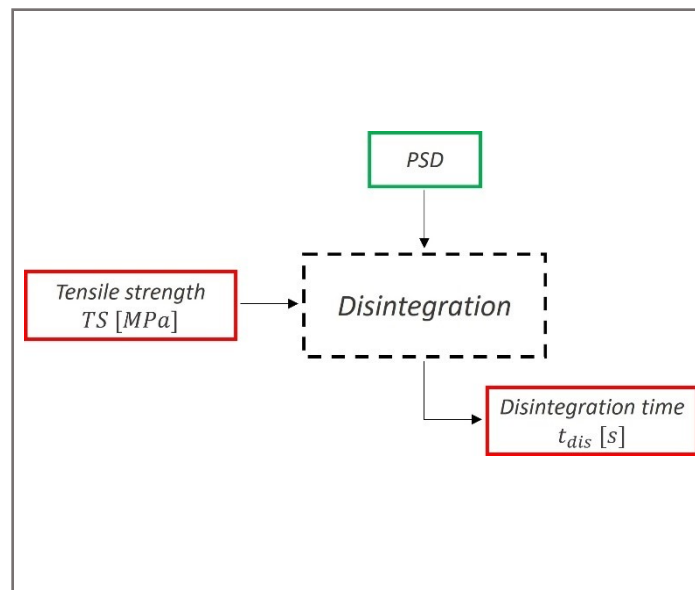 PSD
Tensile strength
TS [MPa]
Disintegration
Disintegration time
t_dis [s]